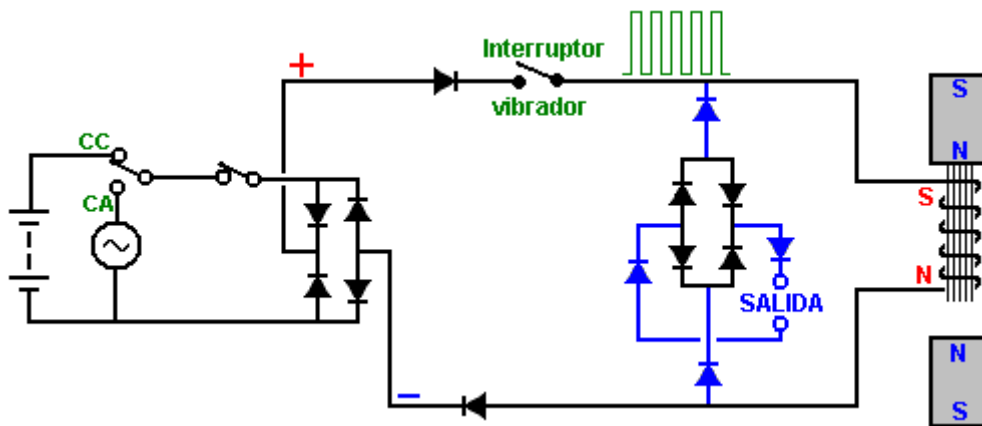 Interruptor
+
vibrador
CC
CA
SALIDA
−
S
N
S
N
N
S